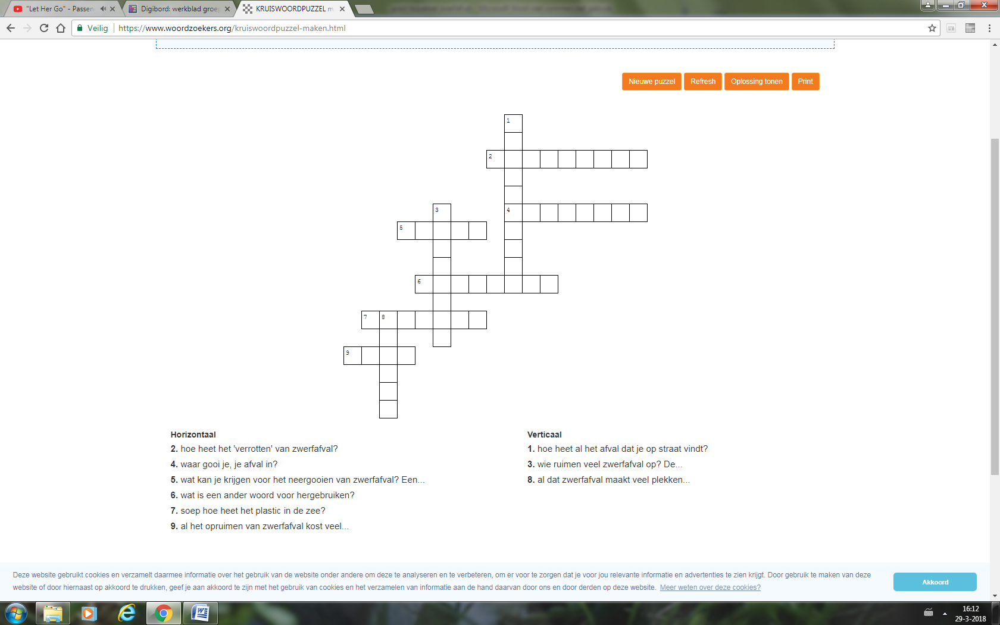 "Let Her Go" - Passen
Digibord: werkblad groe
KRUISWOORDPUZZEL m
Veilig
https://www.woordzoekers.org/kruiswoordpuzzel-maken.html
Nieuwe puzzel
Refresh
Oplossing tonen
Print
1
2
3
4
5
6
7
8
9
Horizontaal
2. hoe heet het 'verrotten' van zwerfafval?
4. waar gooi je, je afval in?
5. wat kan je krijgen voor het neergooien van zwerfafval? Een...
6. wat is een ander woord voor hergebruiken?
7. soep hoe heet het plastic in de zee?
9. al het opruimen van zwerfafval kost veel...
Verticaal
1. hoe heet al het afval dat je op straat vindt?
3. wie ruimen veel zwerfafval op? De...
8. al dat zwerfafval maakt veel plekken...
Deze website gebruikt cookies en verzamelt daarmee informatie over het gebruik van de website onder andere om deze te analyseren en te verbeteren, om er voor te zorgen dat je voor jou relevante informatie en advertenties te zien krijgt. Door gebruik te maken van deze
website of door hiernaast op akkoord te drukken, geef je aan akkoord te zijn met het gebruik van cookies en het verzamelen van informatie aan de hand daarvan door ons en door derden op deze website. Meer weten over deze cookies?
Akkoord
16:12
29-3-2018